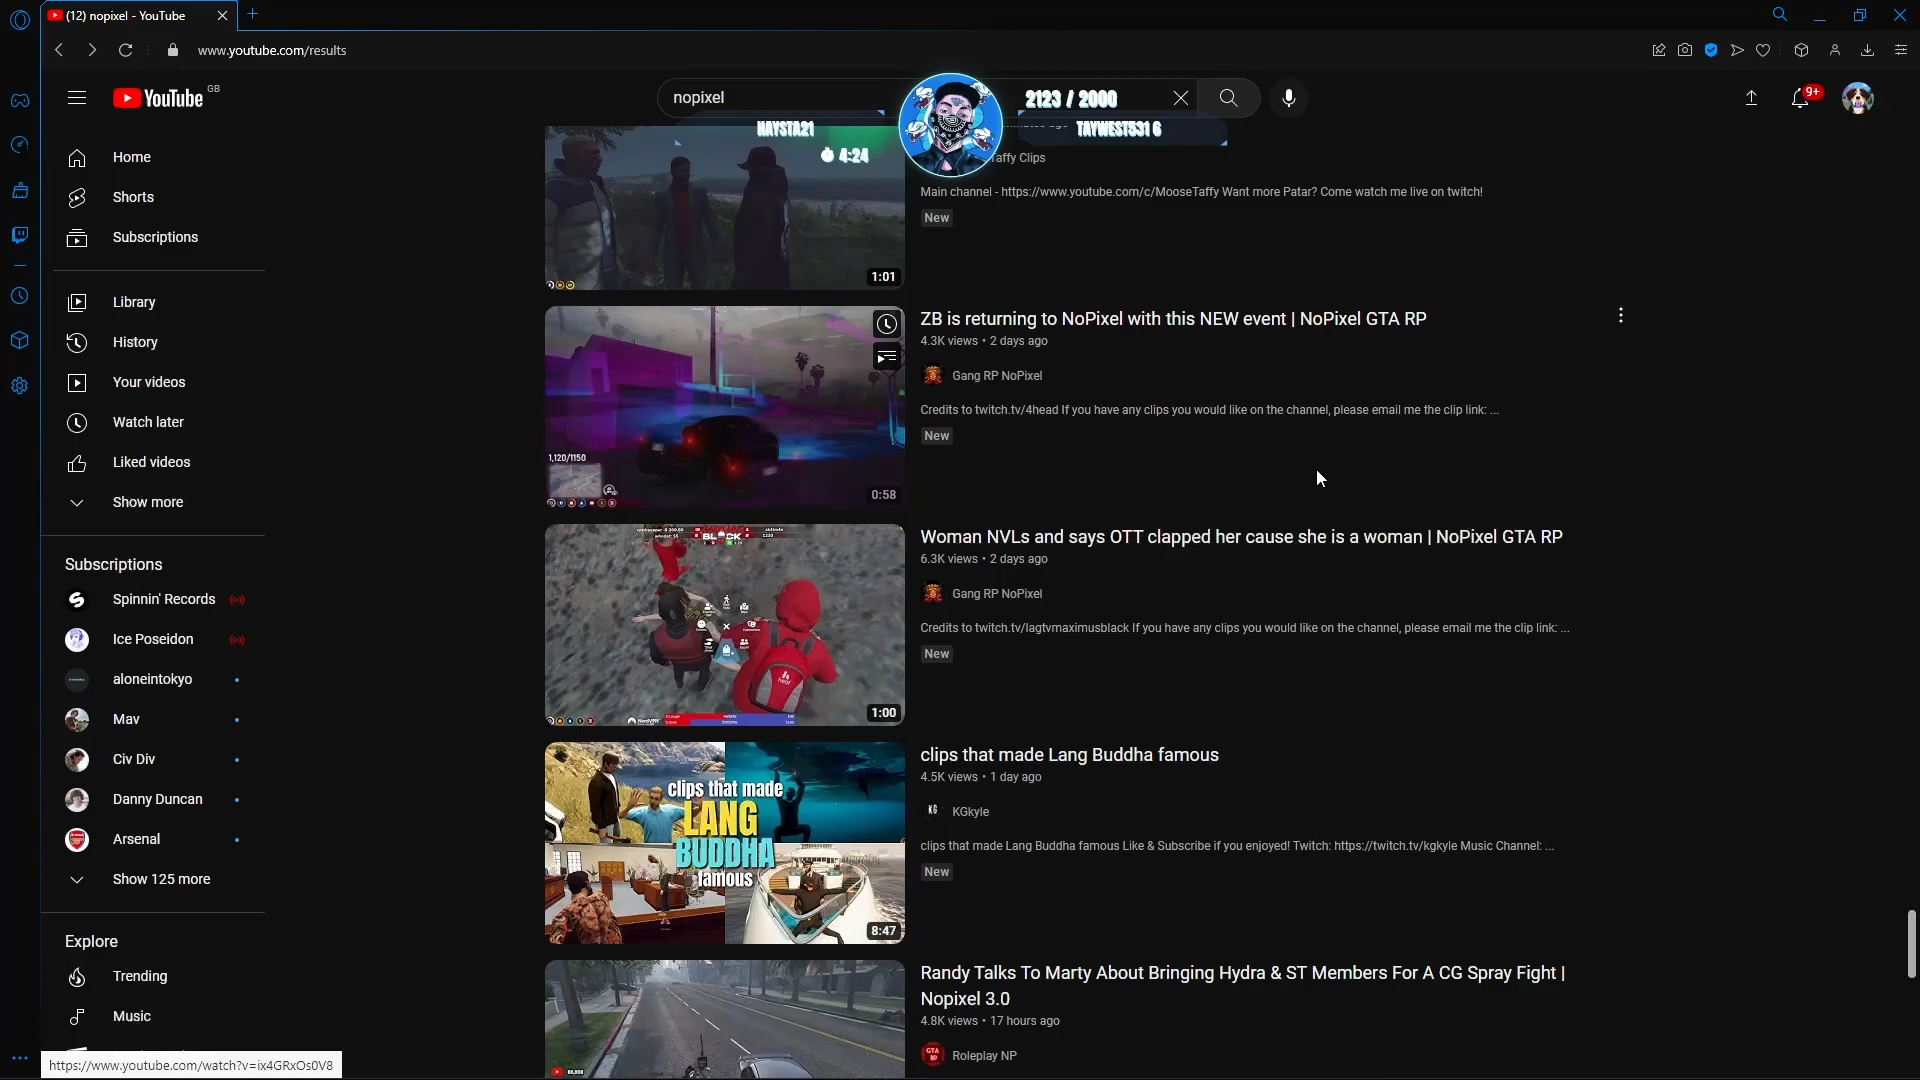 (12) nopixel - YouTube
www.youtube.com/results
YouTube GB
nopixel
2123 / 2000
9+
NAYSTA21
TAYWEST531 6
4:24
Home
Shorts
Subscriptions
Library
History
Your videos
Watch later
Liked videos
Show more
Subscriptions
Spinnin' Records
Ice Poseidon
aloneintokyo
Mav
Civ Div
Danny Duncan
Arsenal
Show 125 more
Explore
Trending
Music
https://www.youtube.com/watch?v=ix4GRxOs0V8
Taffy Clips
Main channel - https://www.youtube.com/c/MooseTaffy Want more Patar? Come watch me live on twitch!
New
1:01
ZB is returning to NoPixel with this NEW event | NoPixel GTA RP
4.3K views • 2 days ago
Gang RP NoPixel
Credits to twitch.tv/4head If you have any clips you would like on the channel, please email me the clip link: ...
New
1,120/1150
0:58
Woman NVLs and says OTT clapped her cause she is a woman | NoPixel GTA RP
6.3K views • 2 days ago
Gang RP NoPixel
Credits to twitch.tv/lagtvmaximusblack If you have any clips you would like on the channel, please email me the clip link: ...
New
BLOCK
NordVPN
1:00
clips that made Lang Buddha famous
4.5K views • 1 day ago
KG
KGkyle
clips that made Lang Buddha famous Like & Subscribe if you enjoyed! Twitch: https://twitch.tv/kgkyle Music Channel: ...
New
clips that made
LANG
BUDDHA
famous
8:47
Randy Talks To Marty About Bringing Hydra & ST Members For A CG Spray Fight |
Nopixel 3.0
4.8K views • 17 hours ago
GTA
Roleplay NP